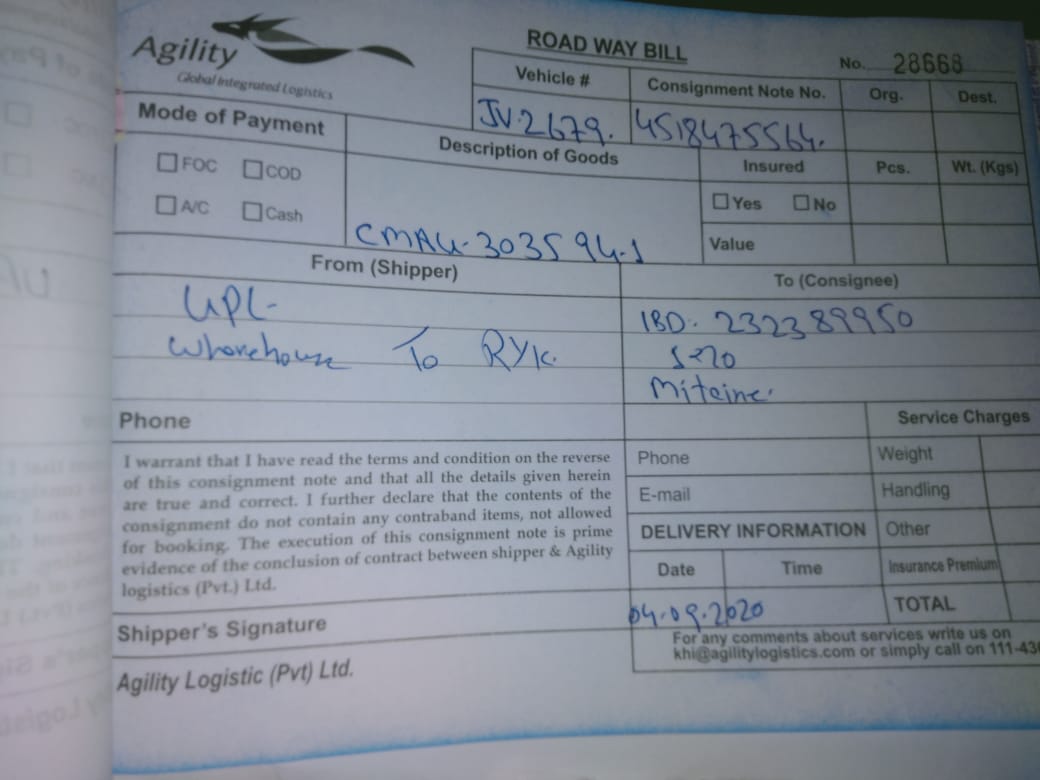 Agility
Global Integrated Logistics
ROAD WAY BILL
No. 28668
Vehicle #
Consignment Note No.
Org.
Dest.
JV.2679.
4518475564.
Mode of Payment
Description of Goods
Insured
Pcs.
Wt. (Kgs)
FOC
COD
Yes
No
A/C
Cash
Value
CMAU-303594-1
From (Shipper)
To (Consignee)
UPL-
IBD. 232389950
To RYK.
Phone
Service Charges
I warrant that I have read the terms and condition on the reverse
of this consignment note and that all the details given herein
are true and correct. I further declare that the contents of the
consignment do not contain any contraband items, not allowed
for booking. The execution of this consignment note is prime
evidence of the conclusion of contract between shipper & Agility
logistics (Pvt.) Ltd.
Phone
Weight
E-mail
Handling
DELIVERY INFORMATION
Other
Date
Time
Insurance Premium
04.09.2020
TOTAL
Shipper's Signature
For any comments about services write us on
khi@agilitylogistics.com or simply call on 111-43
Agility Logistic (Pvt) Ltd.